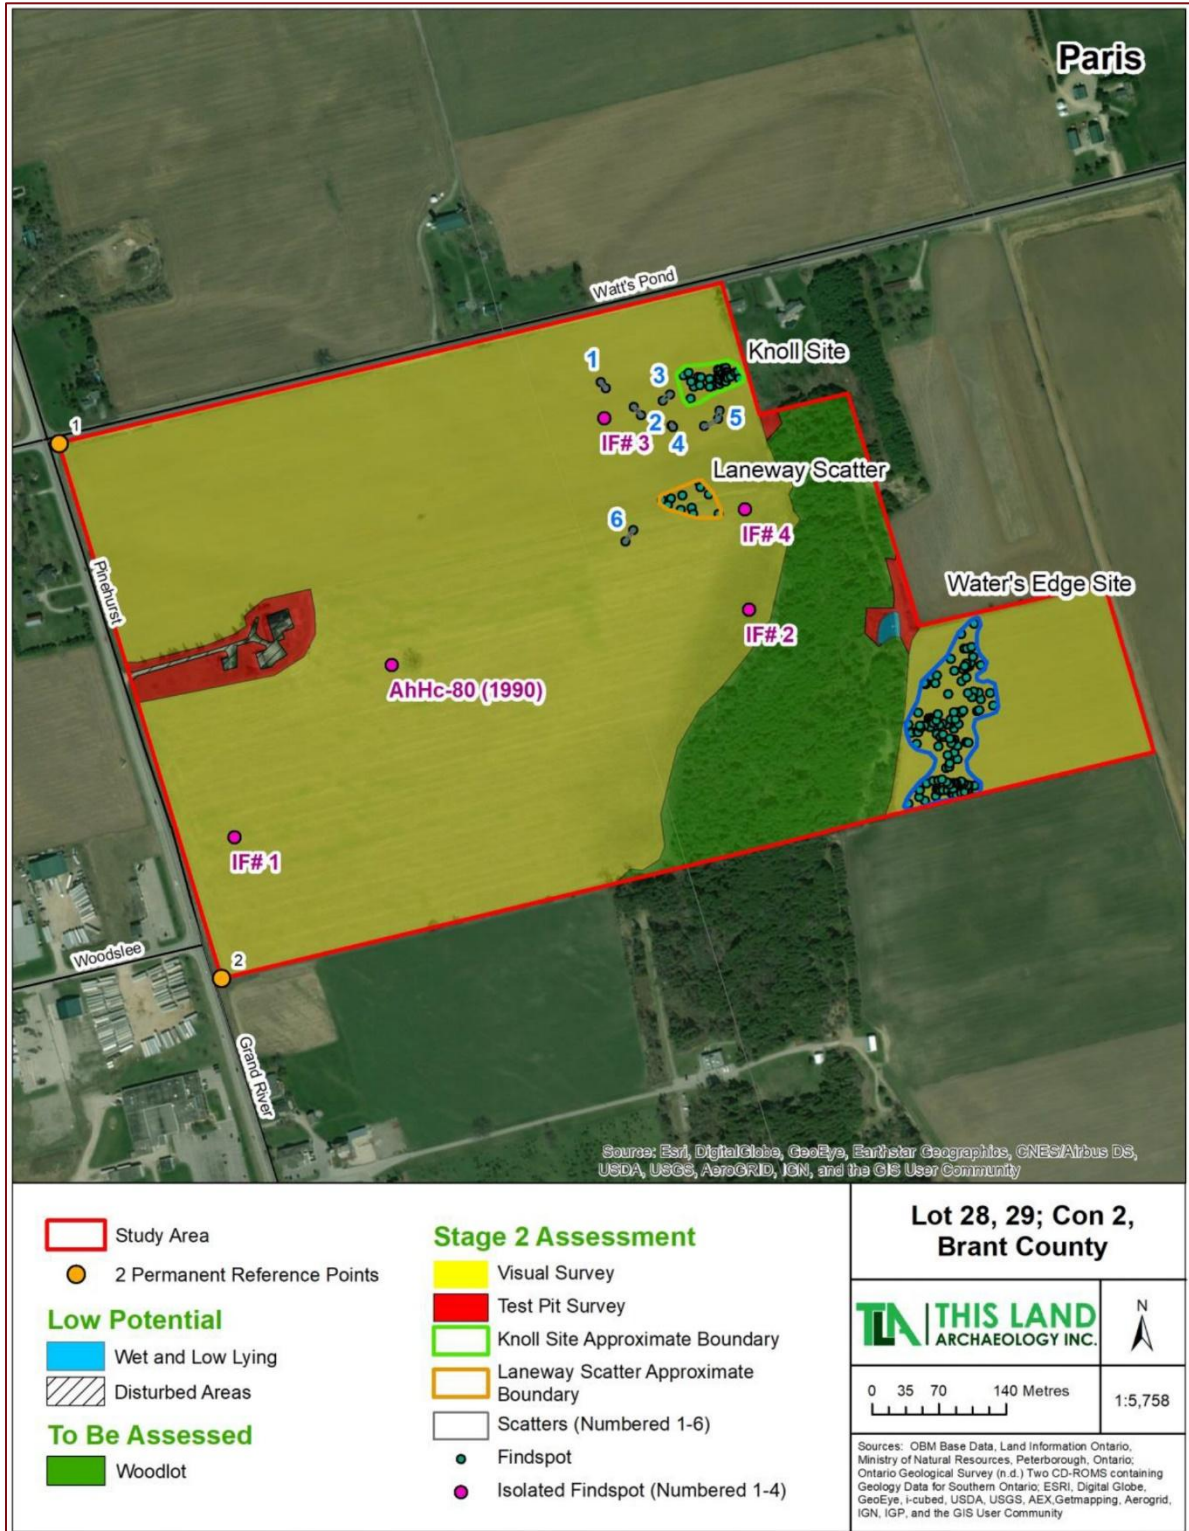 Paris
Watt's Pond
Knoll Site
1
3
2
5
4
IF# 3
1
Laneway Scatter
6
IF# 4
Pinehurst
Water's Edge Site
IF# 2
AhHc-80 (1990)
IF# 1
Woodslee
2
Grand River
Source: Esri, DigitalGlobe, GeoEye, Earthstar Geographics, CNES/Airbus DS,
USDA, USGS, AeroGRID, IGN, and the GIS User Community
Study Area
2 Permanent Reference Points
Low Potential
Wet and Low Lying
Disturbed Areas
To Be Assessed
Woodlot
Stage 2 Assessment
Visual Survey
Test Pit Survey
Knoll Site Approximate Boundary
Laneway Scatter Approximate
Boundary
Scatters (Numbered 1-6)
Findspot
Isolated Findspot (Numbered 1-4)
Lot 28, 29; Con 2,
Brant County
TLA THIS LAND
ARCHAEOLOGY INC.
N
0 35 70 140 Metres
1:5,758
Sources: OBM Base Data, Land Information Ontario,
Ministry of Natural Resources, Peterborough, Ontario;
Ontario Geological Survey (n.d.) Two CD-ROMS containing
Geology Data for Southern Ontario; ESRI, Digital Globe,
GeoEye, i-cubed, USDA, USGS, AEX,Getmapping, Aerogrid,
IGN, IGP, and the GIS User Community